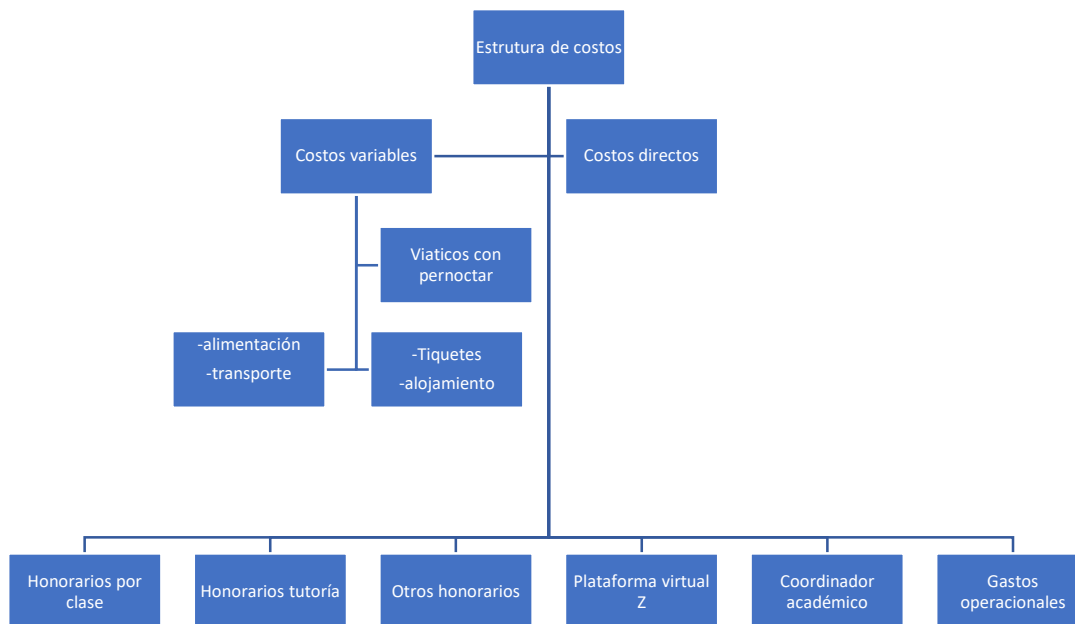 Estrutura de costos
Costos variables
Costos directos
Viaticos con
pernoctar
-alimentación
-transporte
-Tiquetes
-alojamiento
Honorarios por
clase
Honorarios tutoría
Otros honorarios
Plataforma virtual
Z
Coordinador
académico
Gastos
operacionales